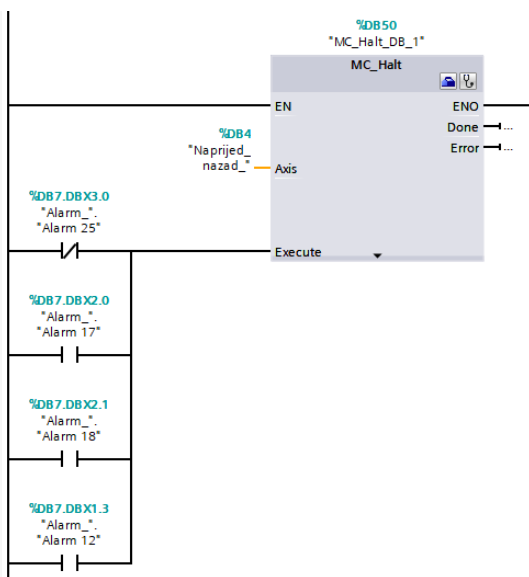 %DB50
"MC_Halt_DB_1"
MC_Halt
EN
ENO
Done
...
Error
...
%DB4
"Naprijed_
nazad_"
Axis
%DB7.DBX3.0
"Alarm_".
"Alarm 25"
Execute
%DB7.DBX2.0
"Alarm_".
"Alarm 17"
%DB7.DBX2.1
"Alarm_".
"Alarm 18"
%DB7.DBX1.3
"Alarm_".
"Alarm 12"